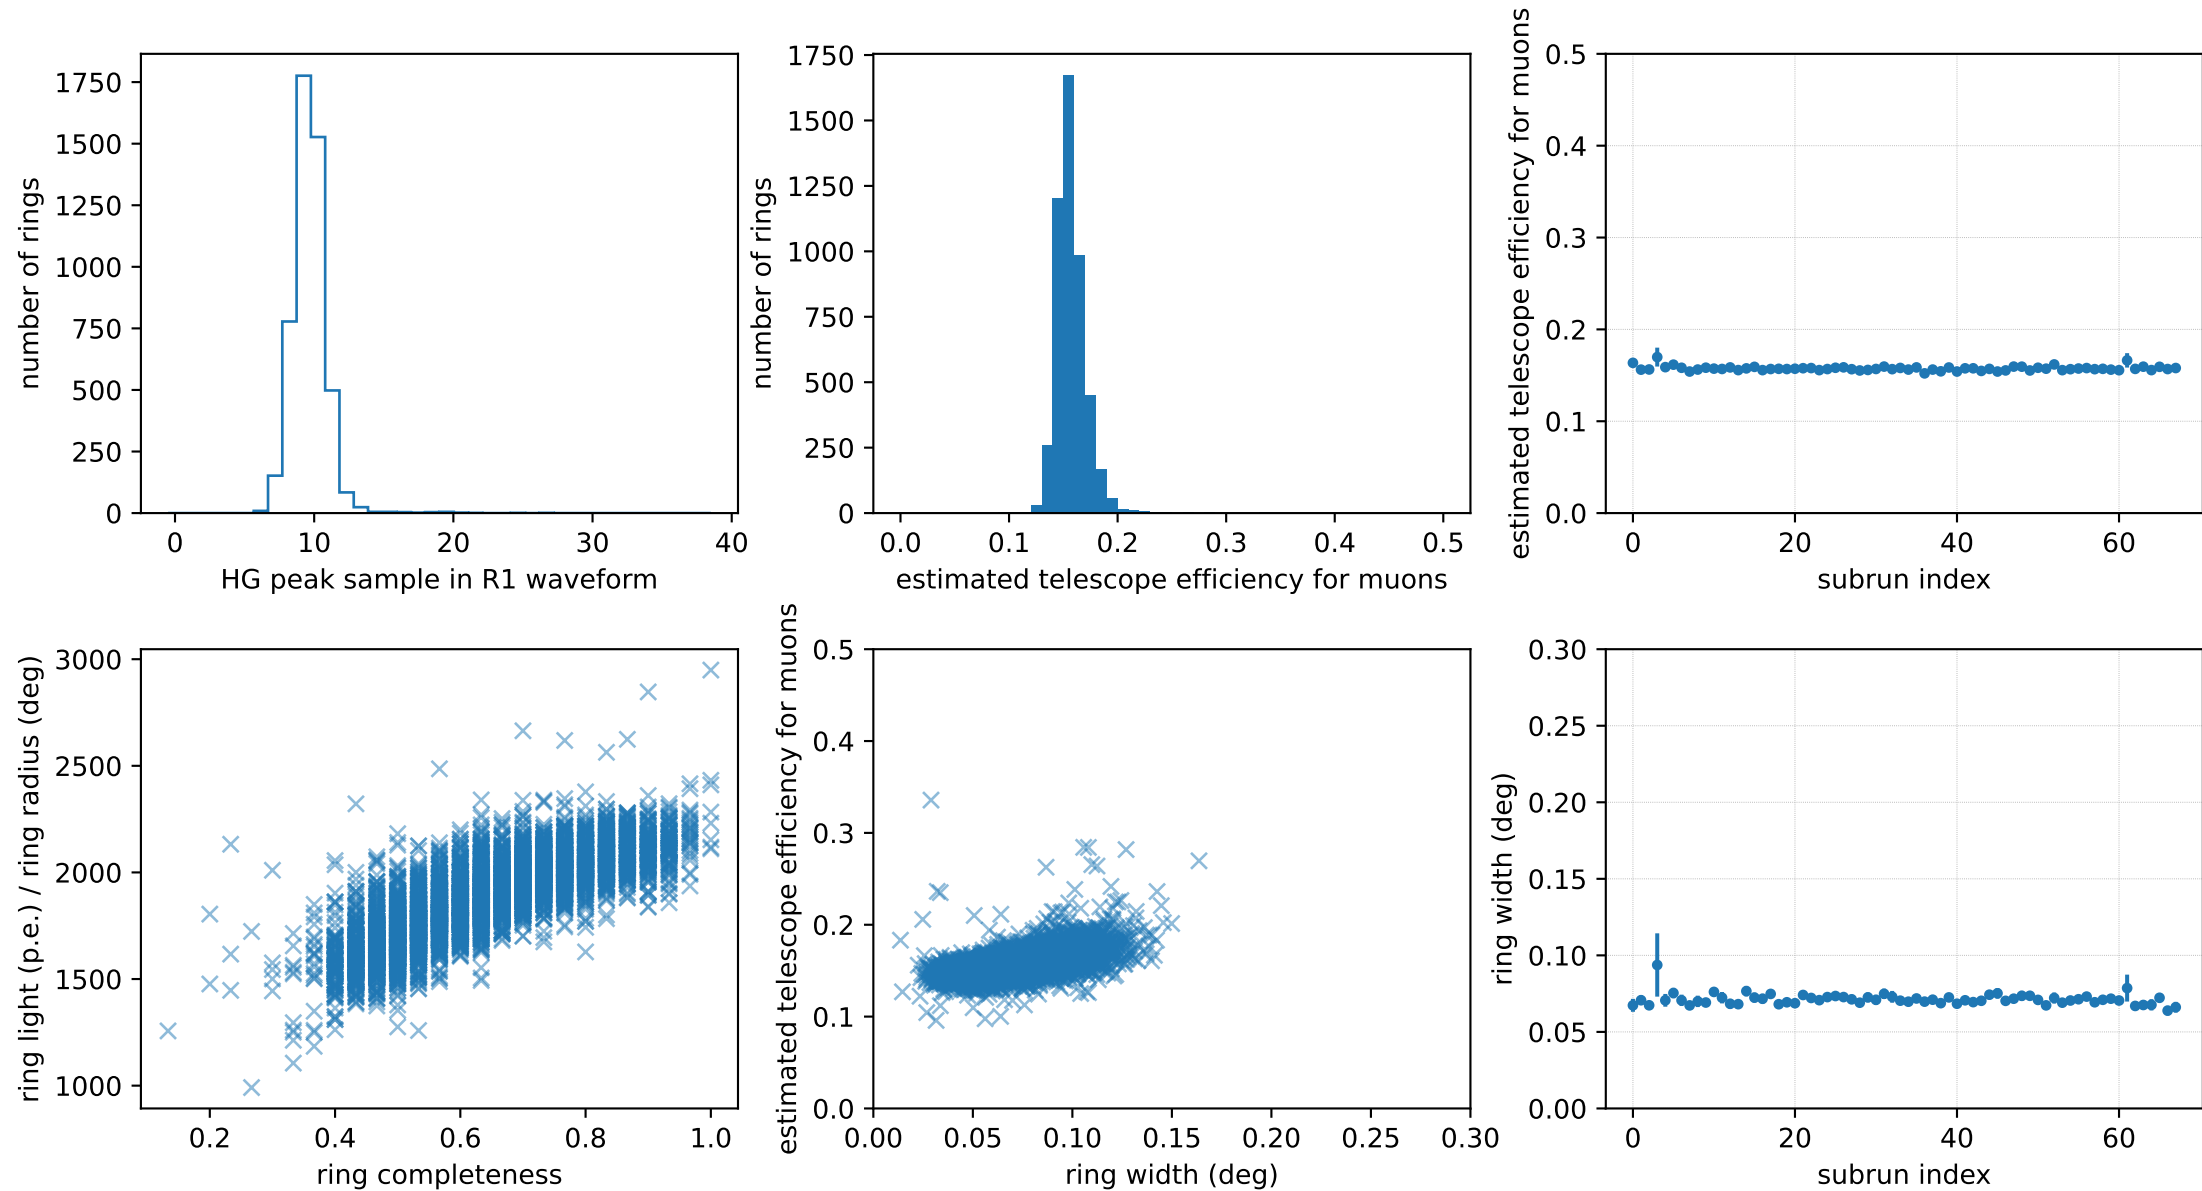 number of rings
1750
1500
1250
1000
750
500
250
0
0 10 20 30 40
HG peak sample in R1 waveform
number of rings
1750
1500
1250
1000
750
500
250
0
0.0 0.1 0.2 0.3 0.4 0.5
estimated telescope efficiency for muons
estimated telescope efficiency for muons
0.5
0.4
0.3
0.2
0.1
0.0
0 20 40 60
subrun index
ring light (p.e.) / ring radius (deg)
3000
2500
2000
1500
1000
0.2 0.4 0.6 0.8 1.0
ring completeness
estimated telescope efficiency for muons
0.5
0.4
0.3
0.2
0.1
0.0
0.00 0.05 0.10 0.15 0.20 0.25 0.30
ring width (deg)
ring width (deg)
0.30
0.25
0.20
0.15
0.10
0.05
0.00
0 20 40 60
subrun index